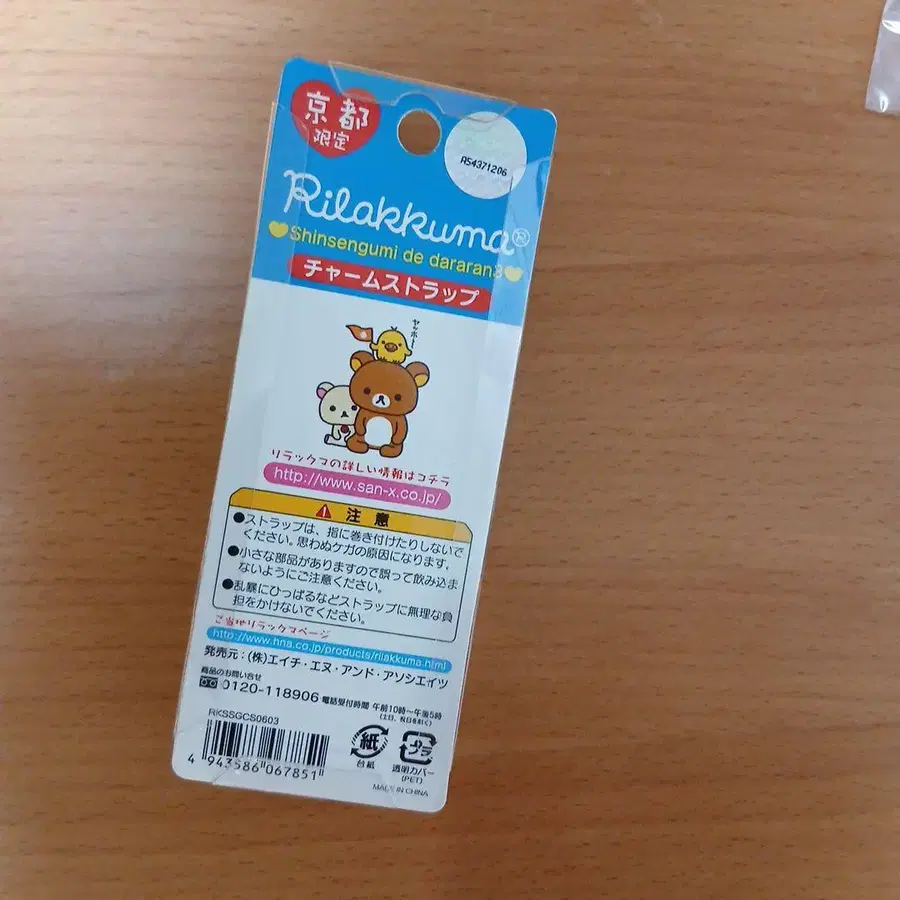 京都
限定
AS4371206
Rilakkuma®
Shinsengumi de dararan3
チャームストラップ
ヤッホー
リラックマの詳しい情報はコチラ
http://www.san-x.co.jp/
注意
●ストラップは、指に巻き付けたりしないで
ください。思わぬケガの原因になります。
●小さな部品がありますので誤って飲み込ま
ないようにご注意ください。
●乱暴にひっぱるなどストラップに無理な負
担をかけないでください。
ご当地リラックマページ
http://www.hna.co.jp/products/rilakkuma.html
発売元：(株)エイチ・エヌ・アンド・アソシエイツ
商品のお問い合せ
0120-118906 電話受付時間 午前10時〜午後5時
(土日、祝日を除く)
RKSSGCS0603
4 943586 067851
紙
台紙
プラ
透明カバー
(PET)
MADE IN CHINA